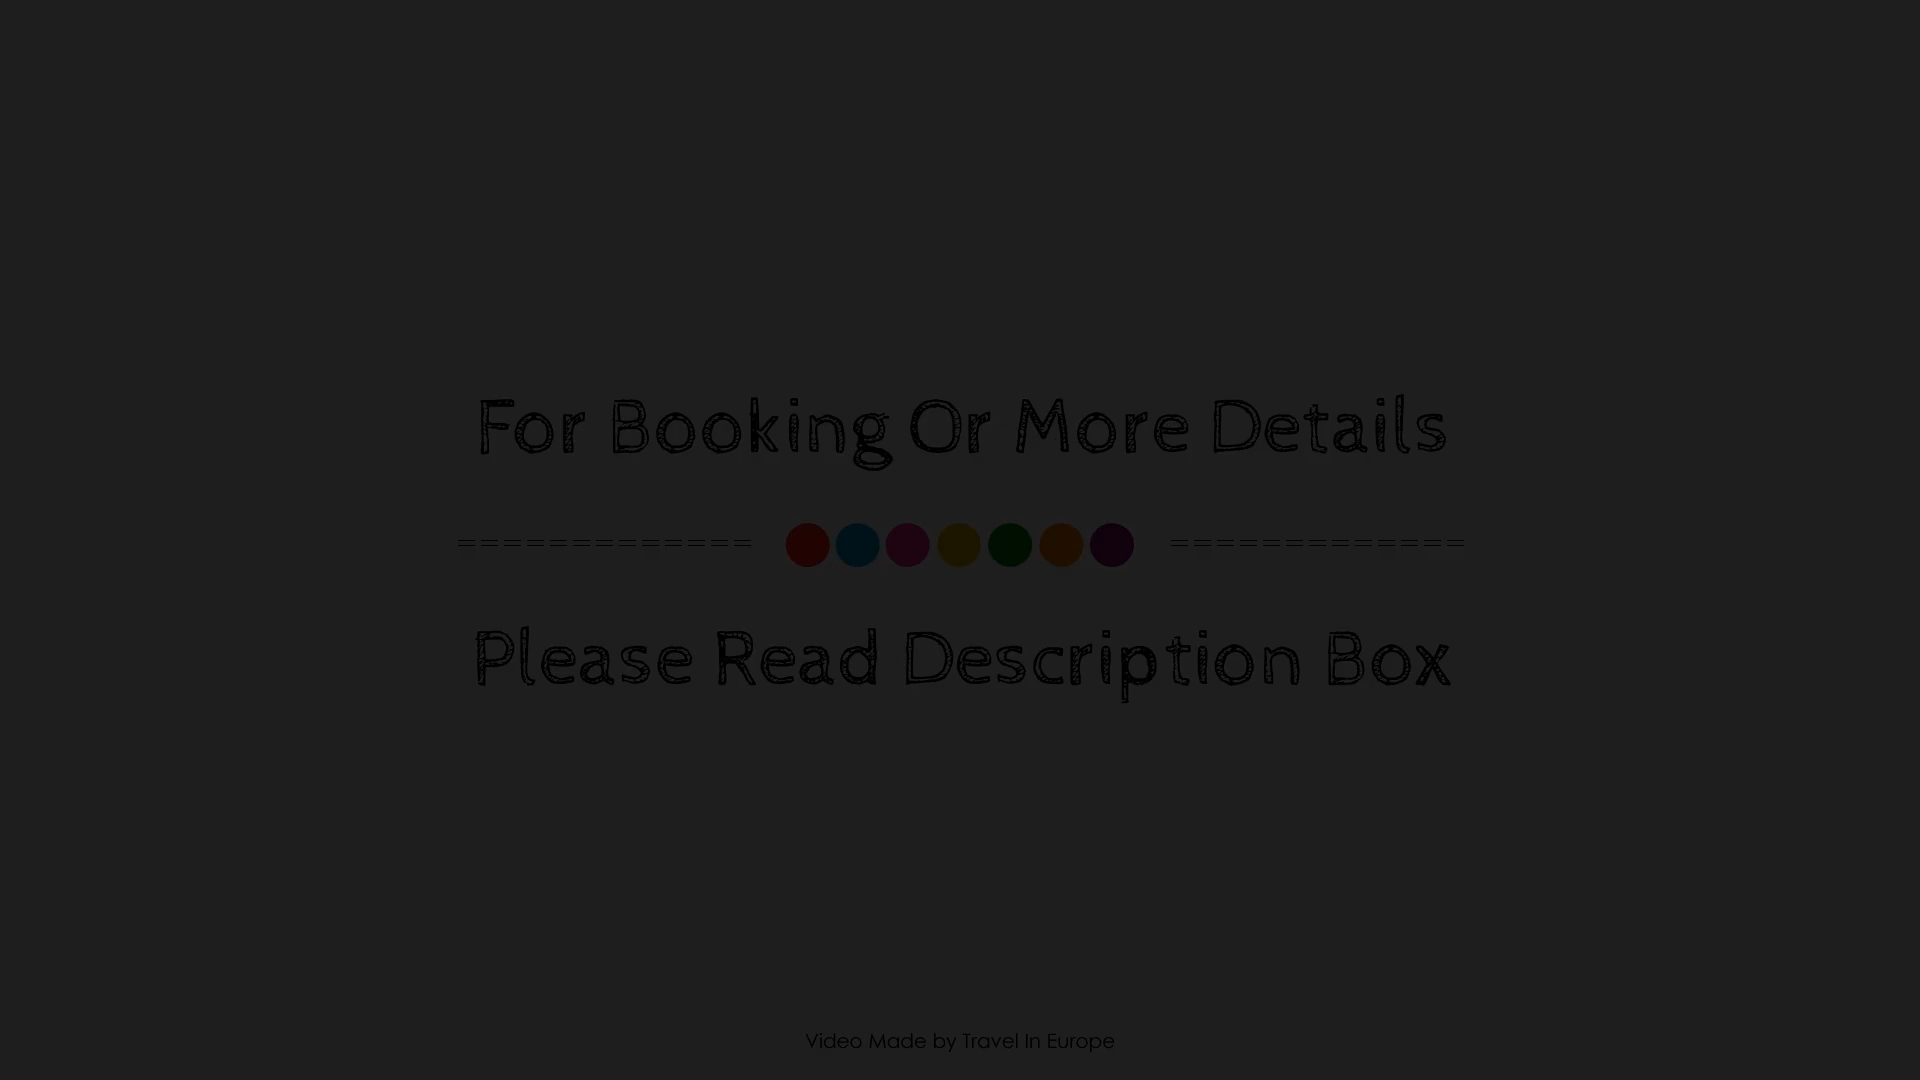 For Booking Or More Details
============= =============
Please Read Description Box
Video Made by Travel In Europe